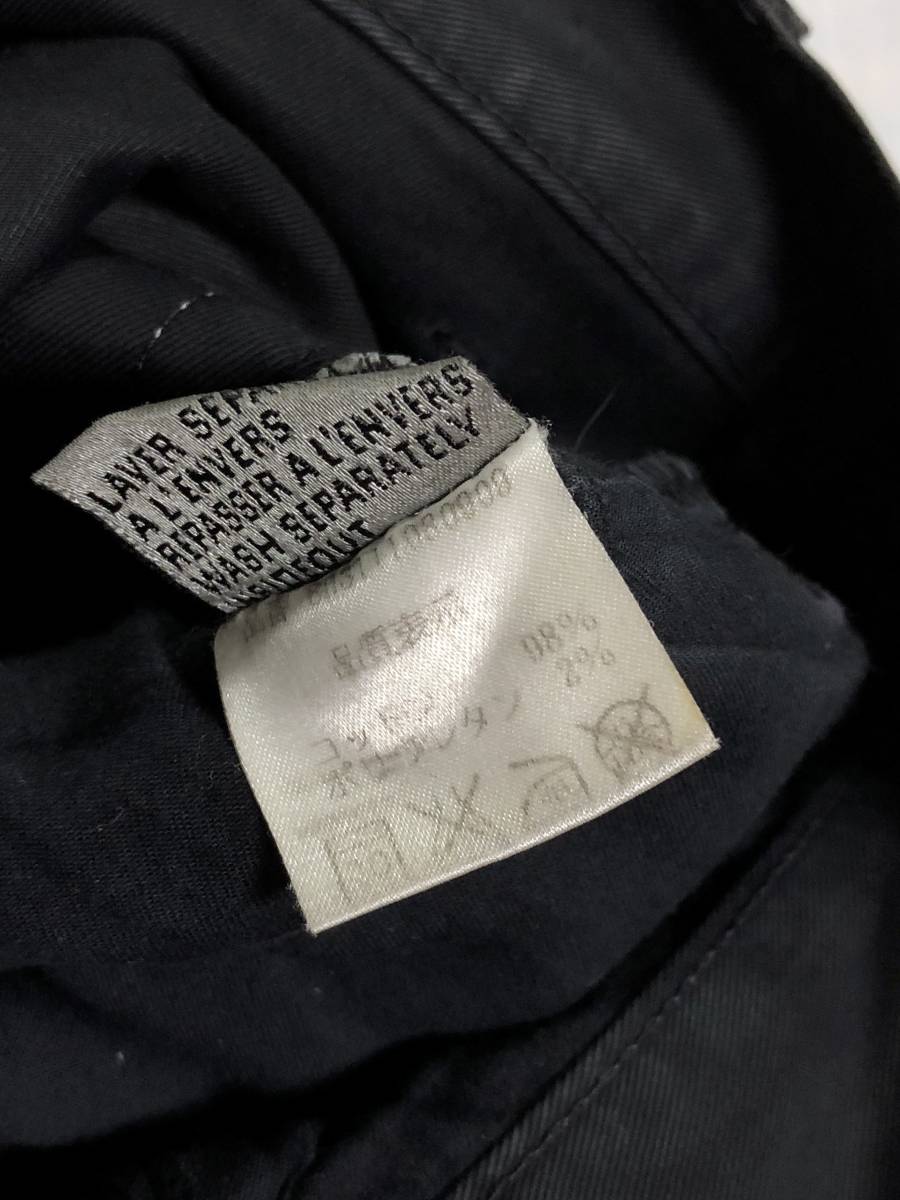 LAVER SEPA
A L'ENVERS
REPASSER A L'ENVERS
WASH SEPARATELY
品質表示
コットン 98%
ポリウレタン 2%